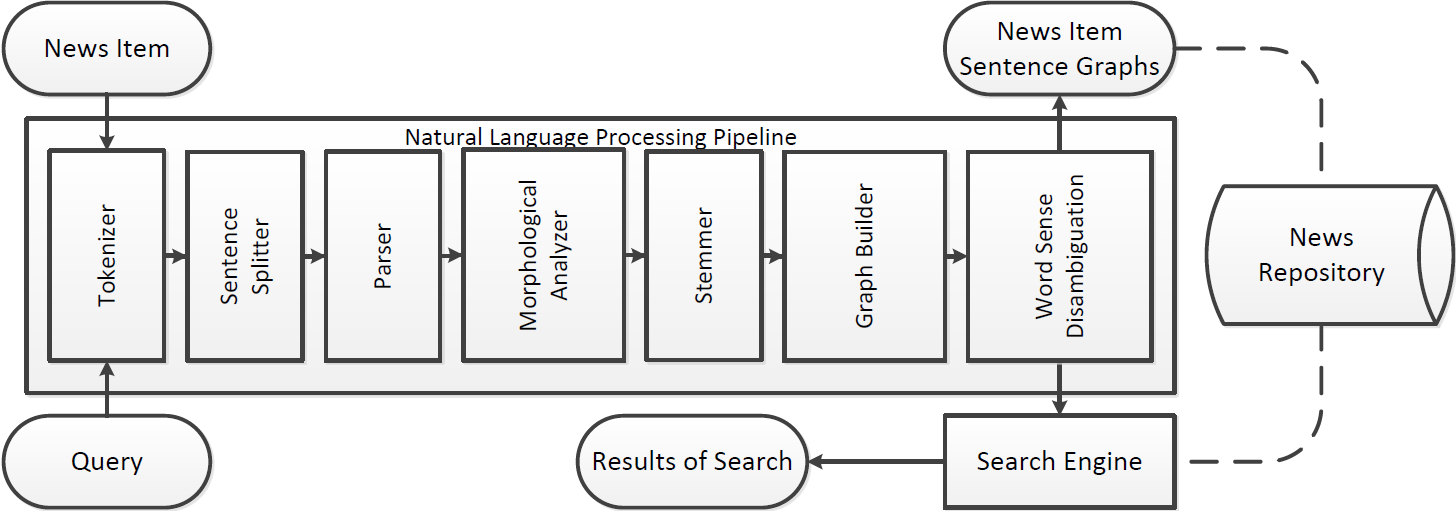 News Item
News Item
Sentence Graphs
Natural Language Processing Pipeline
Tokenizer
Sentence
Splitter
Parser
Morphological
Analyzer
Stemmer
Graph Builder
Word Sense
Disambiguation
News
Repository
Query
Results of Search
Search Engine